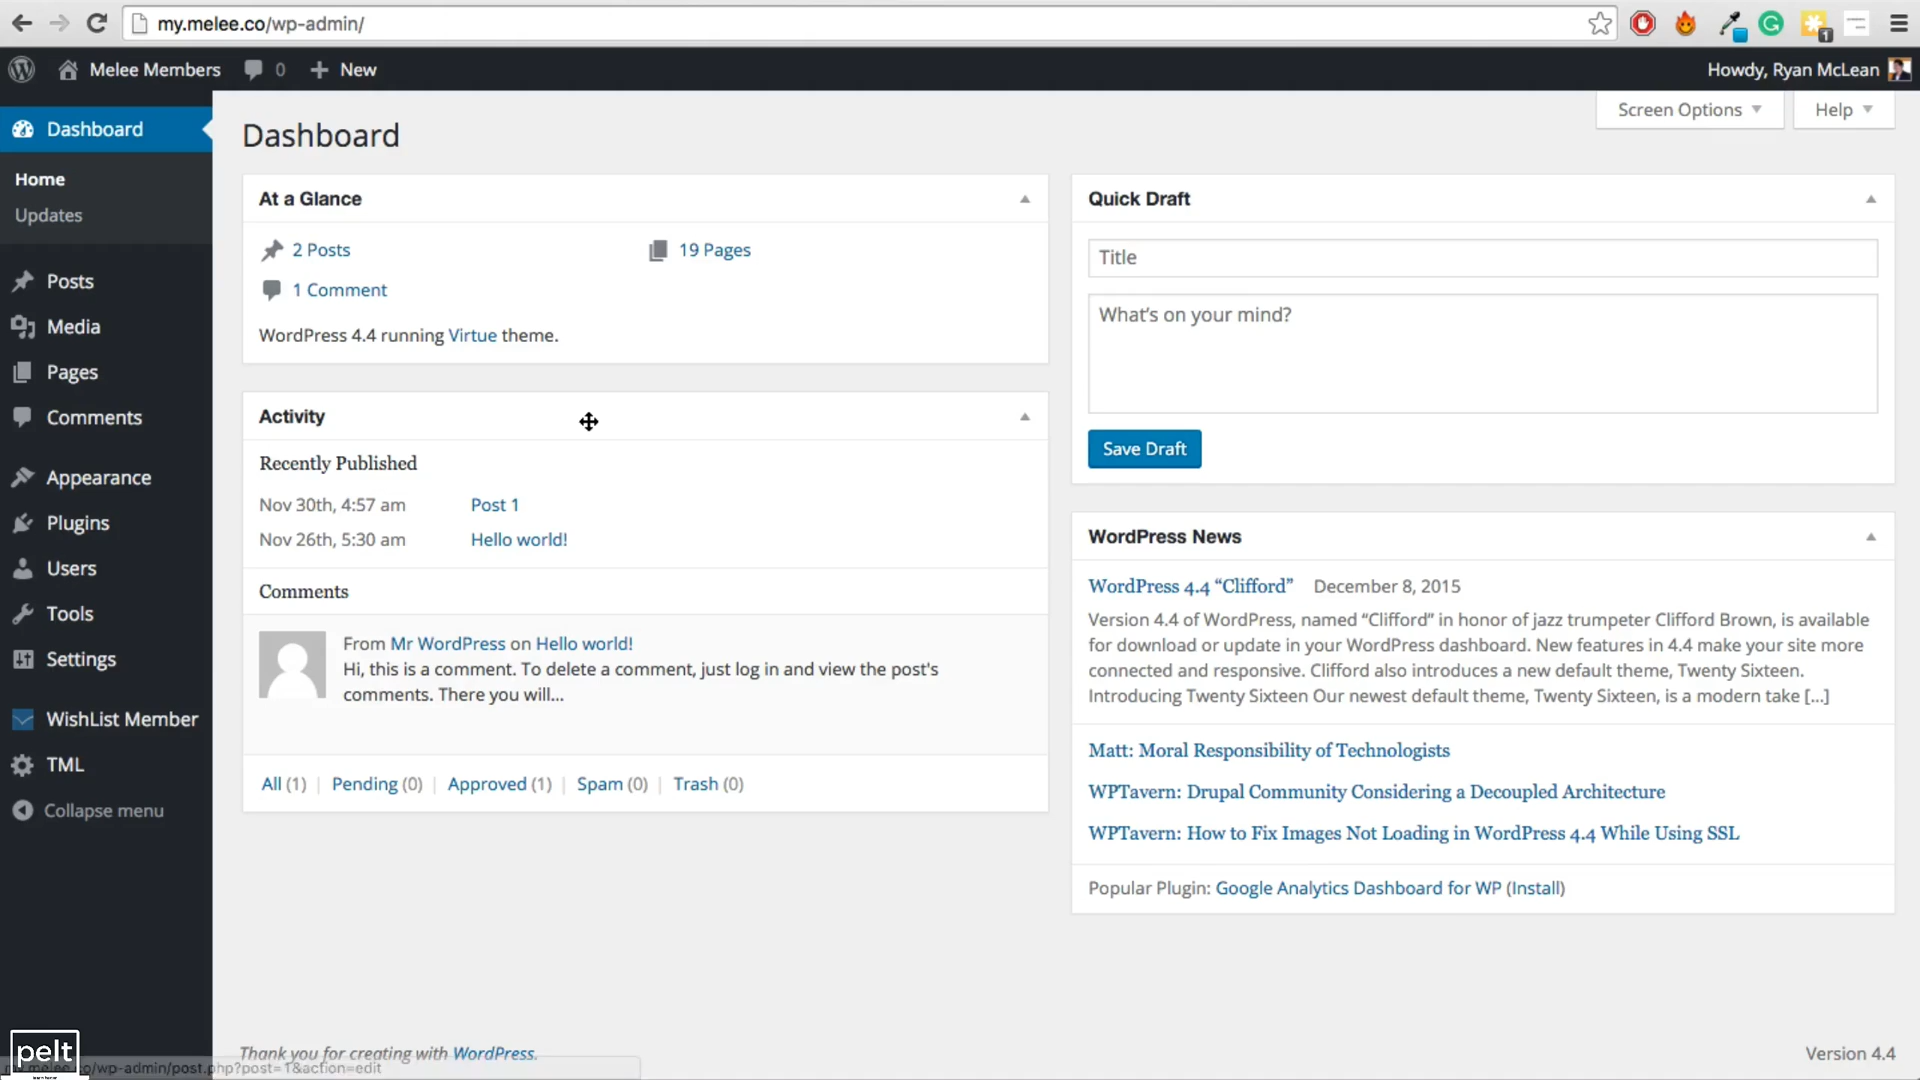 my.melee.co/wp-admin/
Melee Members 0 New
Howdy, Ryan McLean
Dashboard
Home
Updates
Posts
Media
Pages
Comments
Appearance
Plugins
Users
Tools
Settings
WishList Member
TML
Collapse menu
Screen Options
Help
Dashboard
At a Glance
2 Posts
19 Pages
1 Comment
WordPress 4.4 running Virtue theme.
Activity
Recently Published
Nov 30th, 4:57 am Post 1
Nov 26th, 5:30 am Hello world!
Comments
From Mr WordPress on Hello world!
Hi, this is a comment. To delete a comment, just log in and view the post's
comments. There you will...
All (1) | Pending (0) | Approved (1) | Spam (0) | Trash (0)
Quick Draft
Title
What's on your mind?
Save Draft
WordPress News
WordPress 4.4 “Clifford” December 8, 2015
Version 4.4 of WordPress, named “Clifford” in honor of jazz trumpeter Clifford Brown, is available
for download or update in your WordPress dashboard. New features in 4.4 make your site more
connected and responsive. Clifford also introduces a new default theme, Twenty Sixteen.
Introducing Twenty Sixteen Our newest default theme, Twenty Sixteen, is a modern take [...]
Matt: Moral Responsibility of Technologists
WPTavern: Drupal Community Considering a Decoupled Architecture
WPTavern: How to Fix Images Not Loading in WordPress 4.4 While Using SSL
Popular Plugin: Google Analytics Dashboard for WP (Install)
Thank you for creating with WordPress.
Version 4.4
pelt
my.melee.co/wp-admin/post.php?post=1&action=edit
1